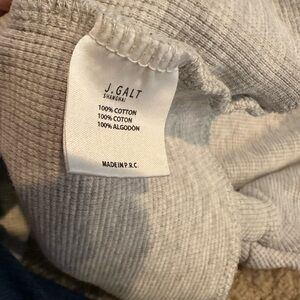 J. GALT
SHANGHAI
100% COTTON
100% COTON
100% ALGODÓN
MADE IN P.R.C.